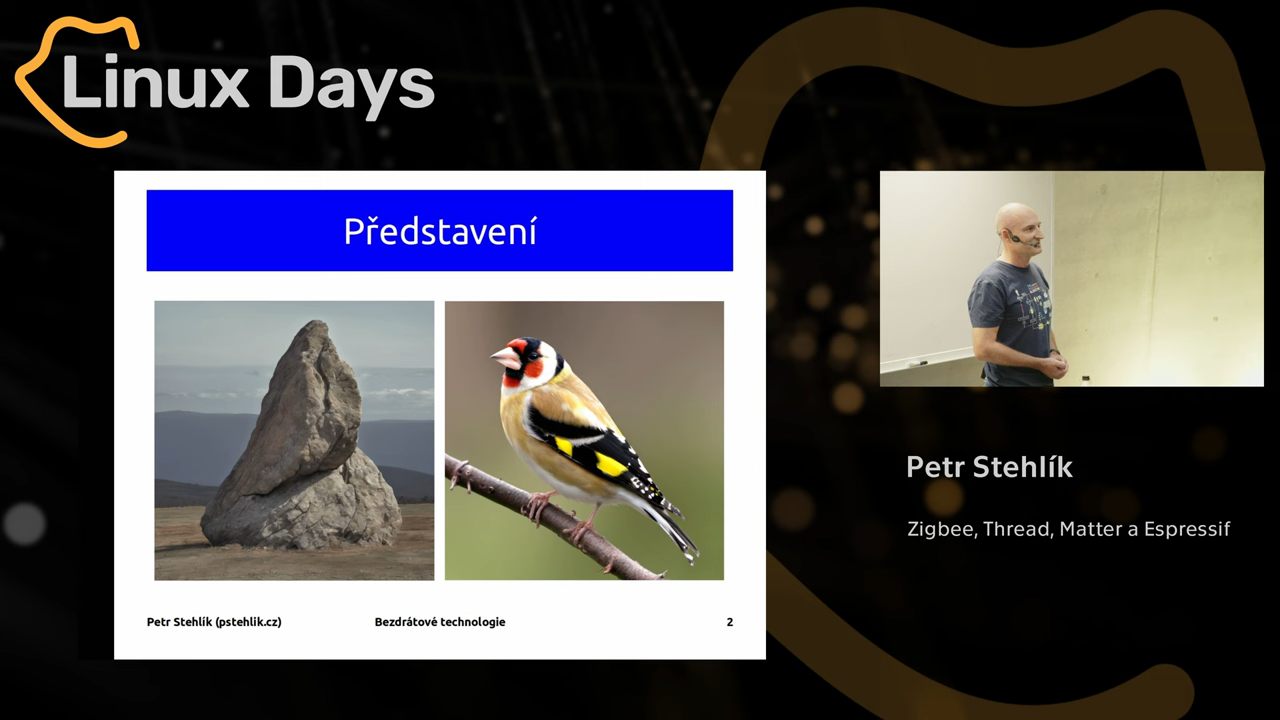 Linux Days
Představení
Petr Stehlík (pstehlik.cz)
Bezdrátové technologie
2
Petr Stehlík
Zigbee, Thread, Matter a Espressif